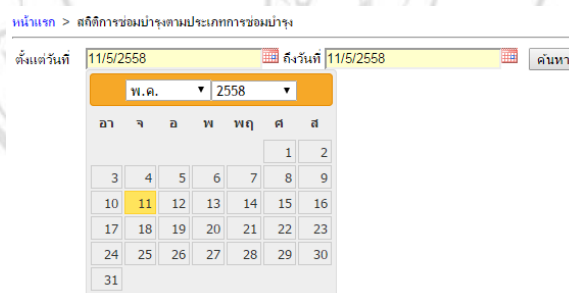 หน้าแรก > สถิติการซ่อมบำรุงตามประเภทการซ่อมบำรุง
ตั้งแต่วันที่ 11/5/2558 ถึงวันที่ 11/5/2558 ค้นหา
พ.ค. 2558
อา จ อ พ พฤ ศ ส
1 2
3 4 5 6 7 8 9
10 11 12 13 14 15 16
17 18 19 20 21 22 23
24 25 26 27 28 29 30
31